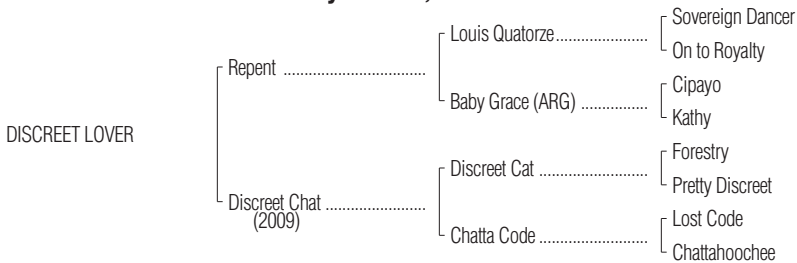 Sovereign Dancer
Louis Quatorze......................
On to Royalty
Repent .................................
Cipayo
Baby Grace (ARG) ................
Kathy
DISCREET LOVER
Forestry
Discreet Cat ..........................
Pretty Discreet
Discreet Chat .......................
(2009)
Lost Code
Chatta Code .........................
Chattahoochee